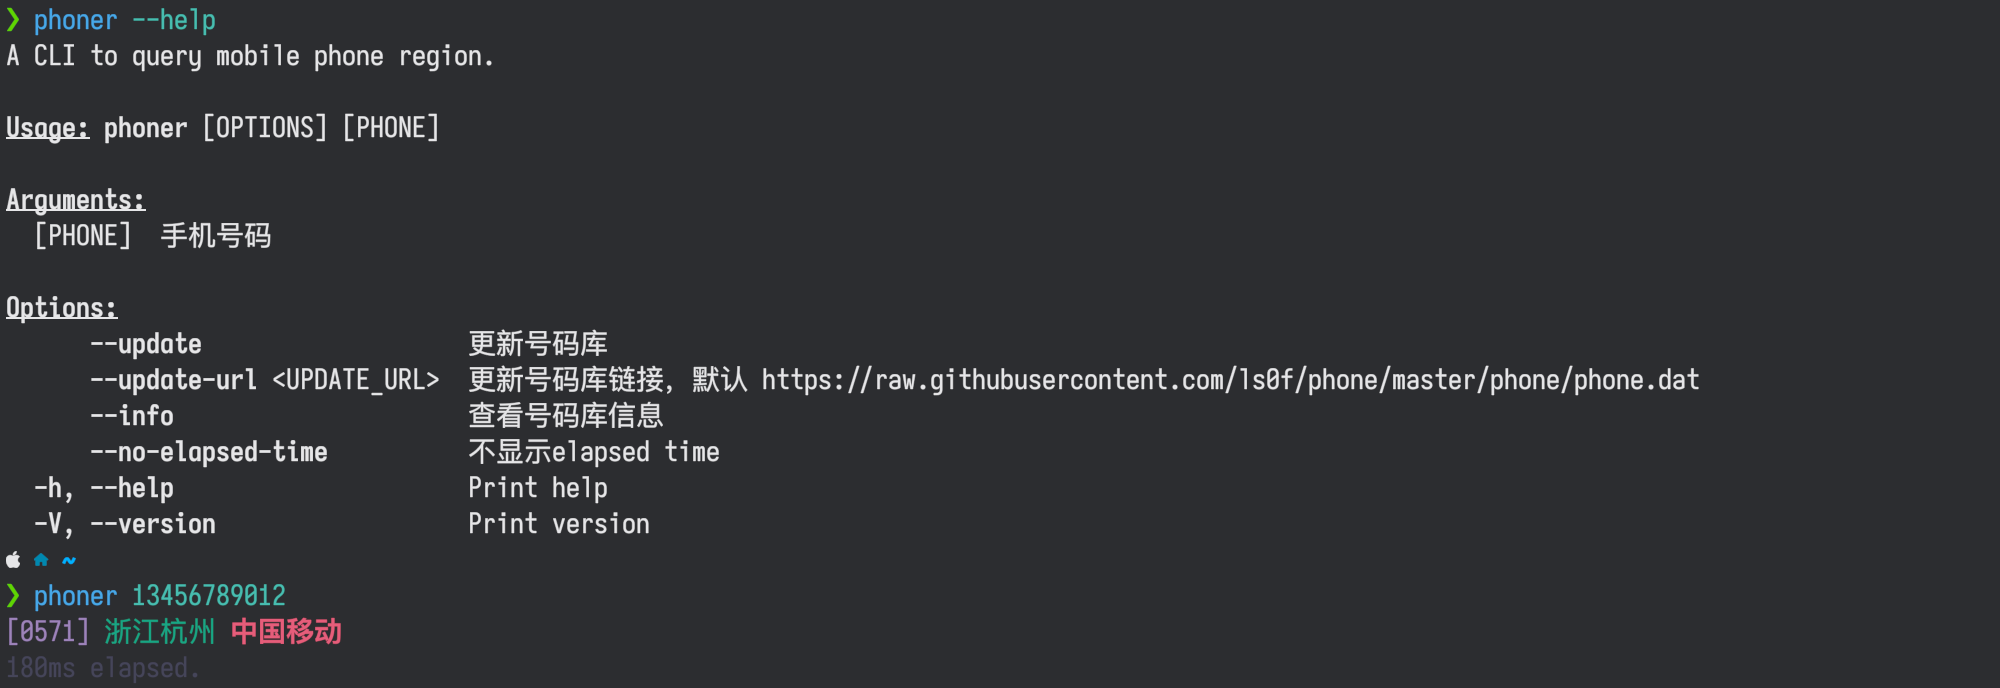 ❯ phoner --help
A CLI to query mobile phone region.
Usage: phoner [OPTIONS] [PHONE]
Arguments:
[PHONE] 手机号码
Options:
--update 更新号码库
--update-url <UPDATE_URL> 更新号码库链接，默认 https://raw.githubusercontent.com/ls0f/phone/master/phone/phone.dat
--info 查看号码库信息
--no-elapsed-time 不显示elapsed time
-h, --help Print help
-V, --version Print version
~
❯ phoner 13456789012
[0571] 浙江杭州 中国移动
180ms elapsed.